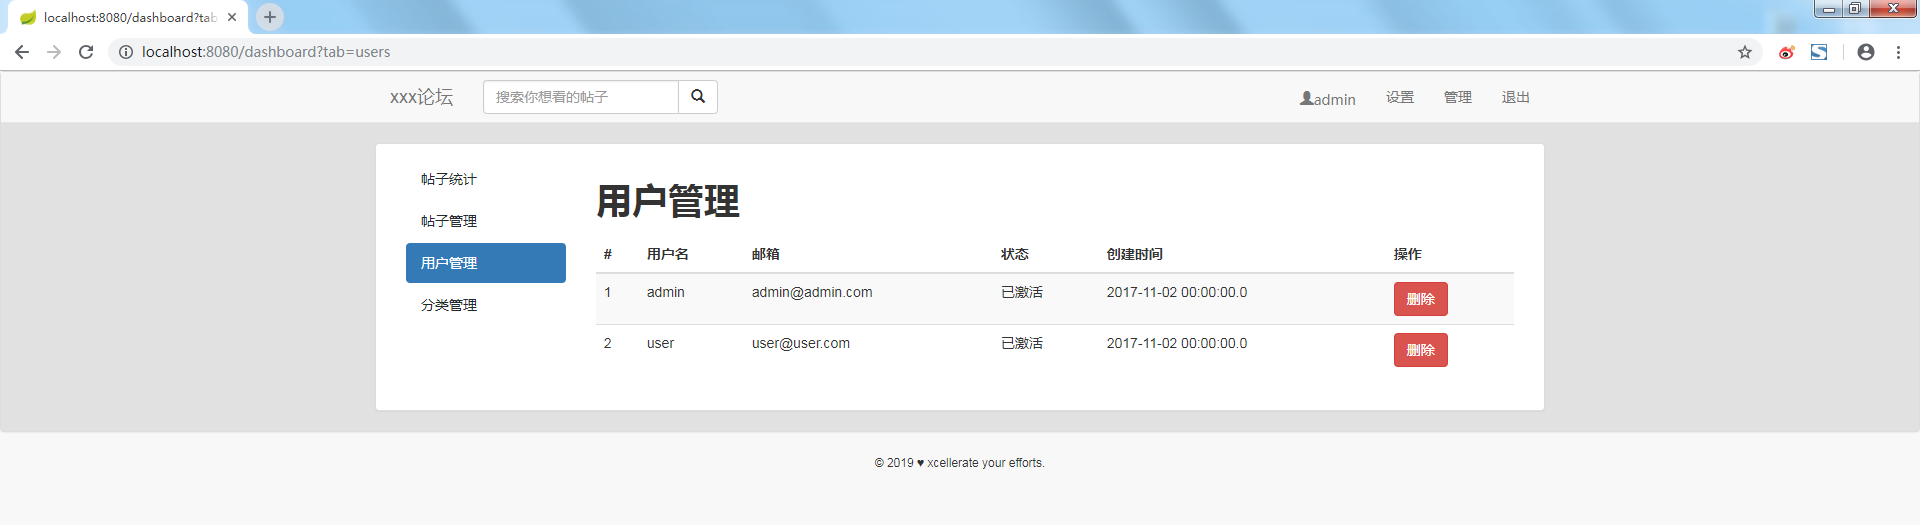 localhost:8080/dashboard?tab
localhost:8080/dashboard?tab=users
xxx论坛 搜索你想看的帖子 admin 设置 管理 退出
帖子统计
帖子管理
用户管理
分类管理
用户管理
# 用户名 邮箱 状态 创建时间 操作
1 admin admin@admin.com 已激活 2017-11-02 00:00:00.0 删除
2 user user@user.com 已激活 2017-11-02 00:00:00.0 删除
© 2019 ♥ xcellerate your efforts.